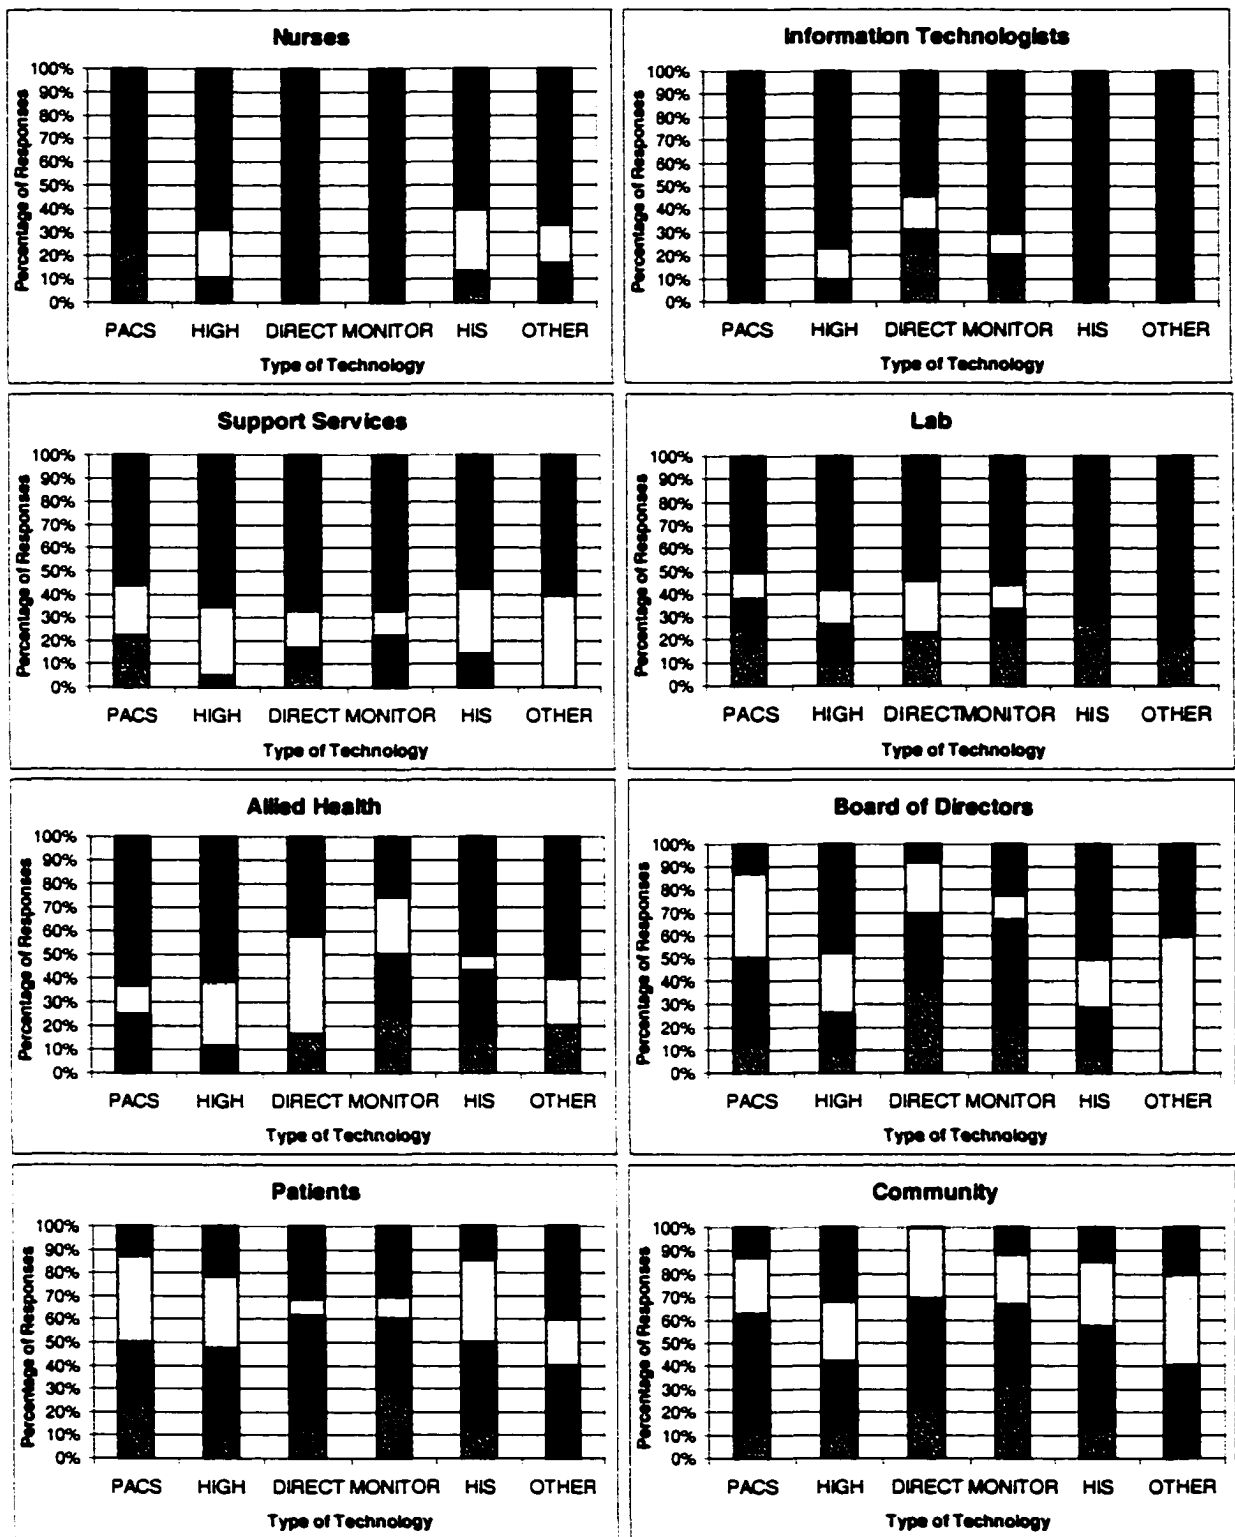 Nurses
Percentage of Responses
100%
90%
80%
70%
60%
50%
40%
30%
20%
10%
0%
PACS HIGH DIRECT MONITOR HIS OTHER
Type of Technology
Information Technologists
Percentage of Responses
100%
90%
80%
70%
60%
50%
40%
30%
20%
10%
0%
PACS HIGH DIRECT MONITOR HIS OTHER
Type of Technology
Support Services
Percentage of Responses
100%
90%
80%
70%
60%
50%
40%
30%
20%
10%
0%
PACS HIGH DIRECT MONITOR HIS OTHER
Type of Technology
Lab
Percentage of Responses
100%
90%
80%
70%
60%
50%
40%
30%
20%
10%
0%
PACS HIGH DIRECTMONITOR HIS OTHER
Type of Technology
Allied Health
Percentage of Responses
100%
90%
80%
70%
60%
50%
40%
30%
20%
10%
0%
PACS HIGH DIRECT MONITOR HIS OTHER
Type of Technology
Board of Directors
Percentage of Responses
100%
90%
80%
70%
60%
50%
40%
30%
20%
10%
0%
PACS HIGH DIRECT MONITOR HIS OTHER
Type of Technology
Patients
Percentage of Responses
100%
90%
80%
70%
60%
50%
40%
30%
20%
10%
0%
PACS HIGH DIRECT MONITOR HIS OTHER
Type of Technology
Community
Percentage of Responses
100%
90%
80%
70%
60%
50%
40%
30%
20%
10%
0%
PACS HIGH DIRECT MONITOR HIS OTHER
Type of Technology